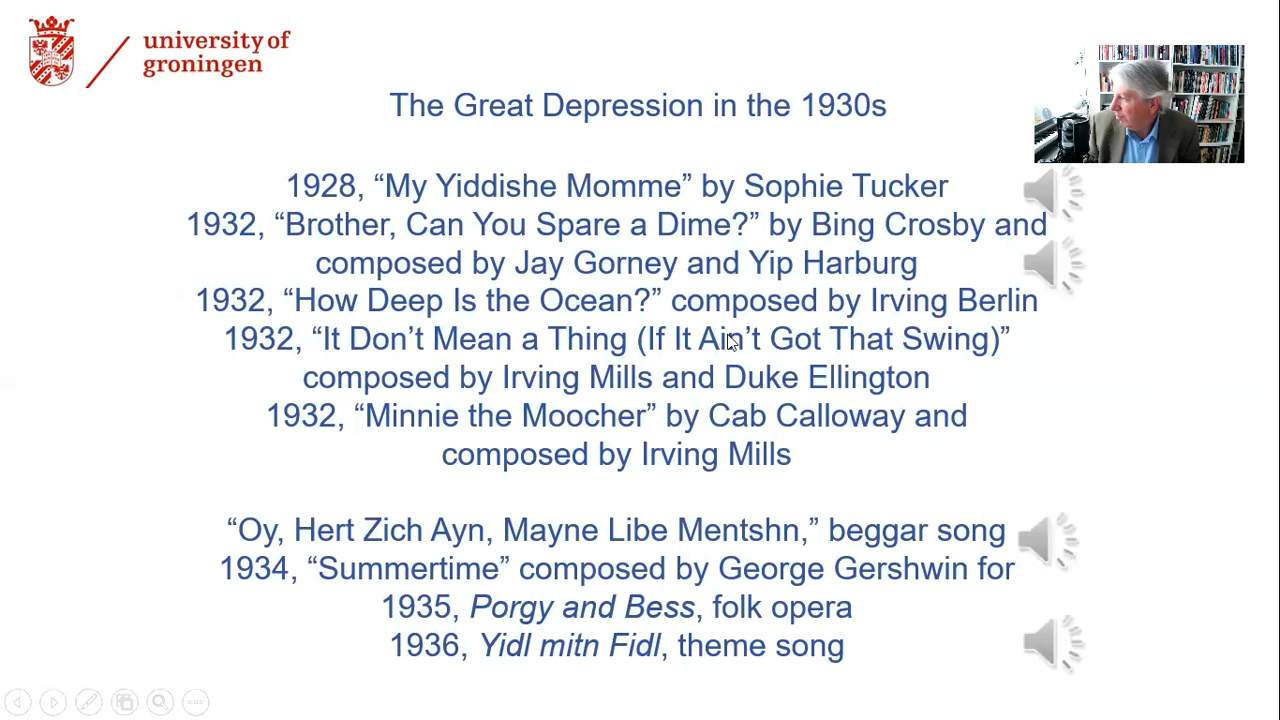 university of
groningen
The Great Depression in the 1930s
1928, “My Yiddishe Momme” by Sophie Tucker
1932, “Brother, Can You Spare a Dime?” by Bing Crosby and
composed by Jay Gorney and Yip Harburg
1932, “How Deep Is the Ocean?” composed by Irving Berlin
1932, “It Don’t Mean a Thing (If It Ain’t Got That Swing)”
composed by Irving Mills and Duke Ellington
1932, “Minnie the Moocher” by Cab Calloway and
composed by Irving Mills
“Oy, Hert Zich Ayn, Mayne Libe Mentshn,” beggar song
1934, “Summertime” composed by George Gershwin for
1935, Porgy and Bess, folk opera
1936, Yidl mitn Fidl, theme song